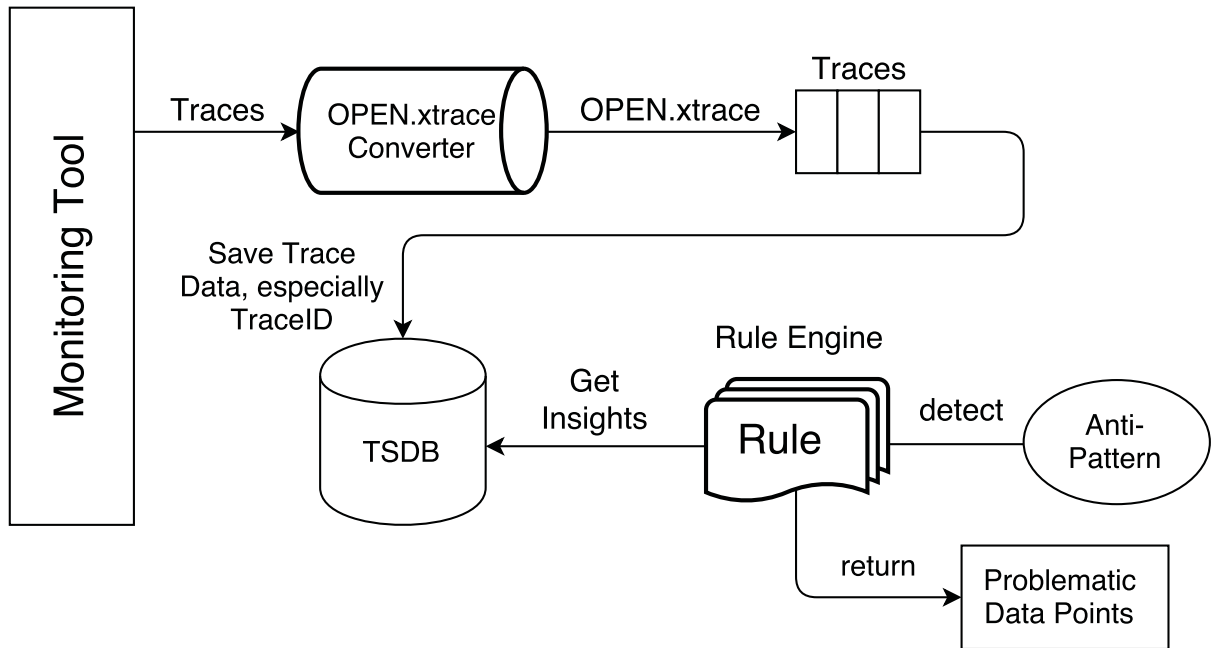 Monitoring Tool
Traces
OPEN.xtrace
Converter
OPEN.xtrace
Traces
Save Trace
Data, especially
TraceID
TSDB
Get
Insights
Rule Engine
Rule
detect
Anti-
Pattern
return
Problematic
Data Points